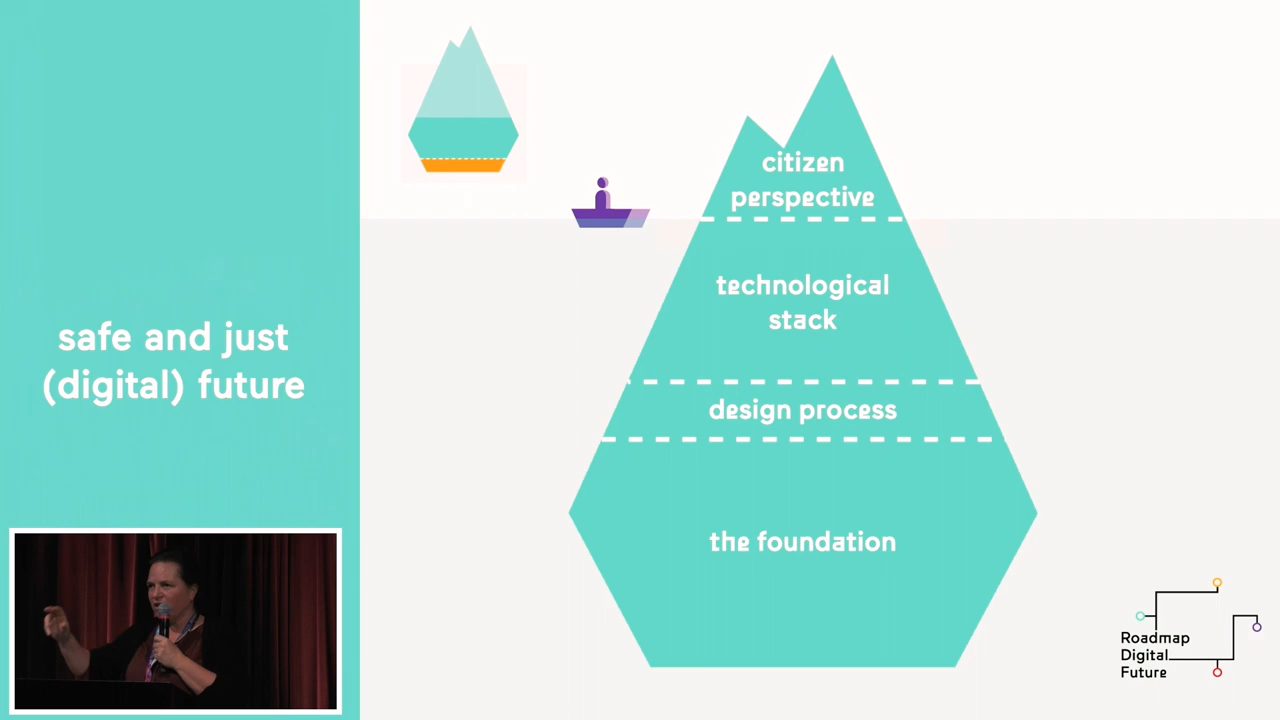 safe and just
(digital) future
citizen
perspective
technological
stack
design process
the foundation
Roadmap
Digital
Future